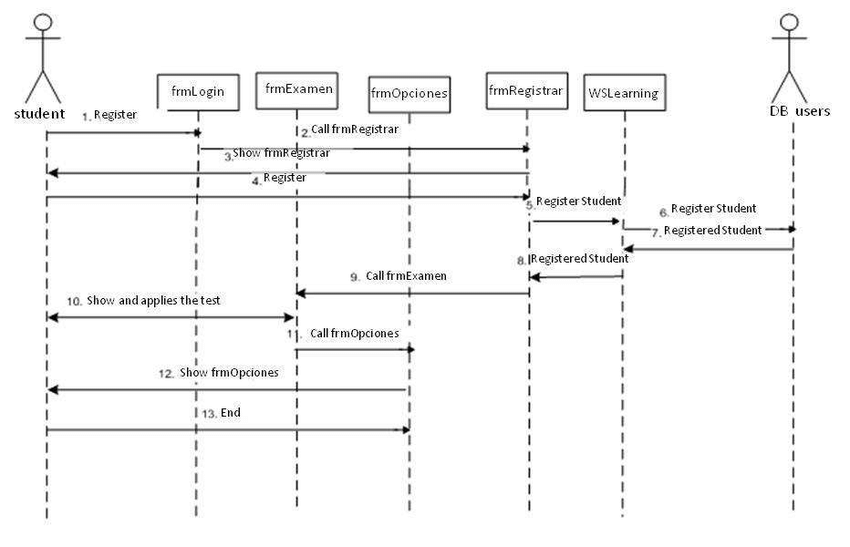 frmLogin
frmExamen
frmOpciones
frmRegistrar
WSLearning
student
DB users
1. Register
2. Call frmRegistrar
3. Show frmRegistrar
4. Register
5. Register Student
6. Register Student
7. Registered Student
8. Registered Student
9. Call frmExamen
10. Show and applies the test
11. Call frmOpciones
12. Show frmOpciones
13. End